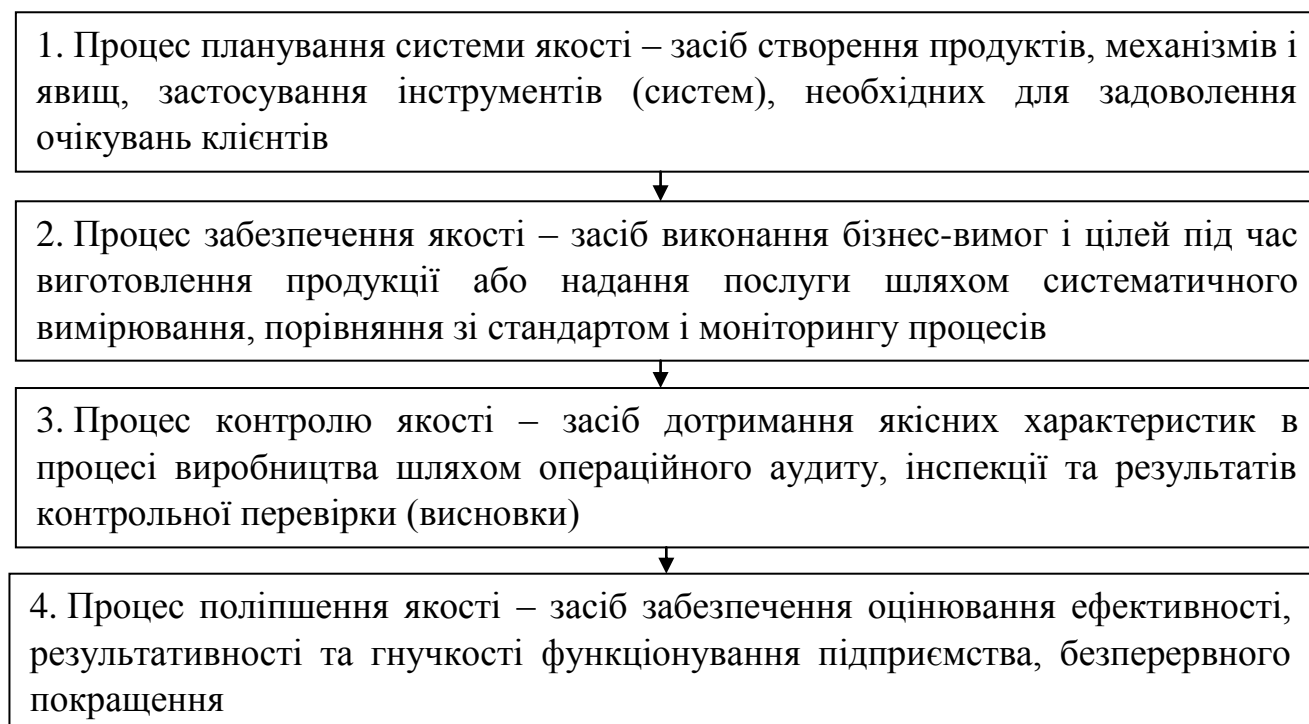 1. Процес планування системи якості – засіб створення продуктів, механізмів і
явищ, застосування інструментів (систем), необхідних для задоволення
очікувань клієнтів
2. Процес забезпечення якості – засіб виконання бізнес-вимог і цілей під час
виготовлення продукції або надання послуги шляхом систематичного
вимірювання, порівняння зі стандартом і моніторингу процесів
3. Процес контролю якості – засіб дотримання якісних характеристик в
процесі виробництва шляхом операційного аудиту, інспекції та результатів
контрольної перевірки (висновки)
4. Процес поліпшення якості – засіб забезпечення оцінювання ефективності,
результативності та гнучкості функціонування підприємства, безперервного
покращення